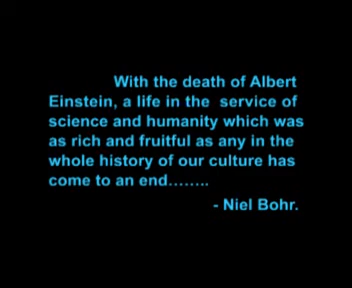 With the death of Albert
Einstein, a life in the service of
science and humanity which was
as rich and fruitful as any in the
whole history of our culture has
come to an end........
- Niel Bohr.